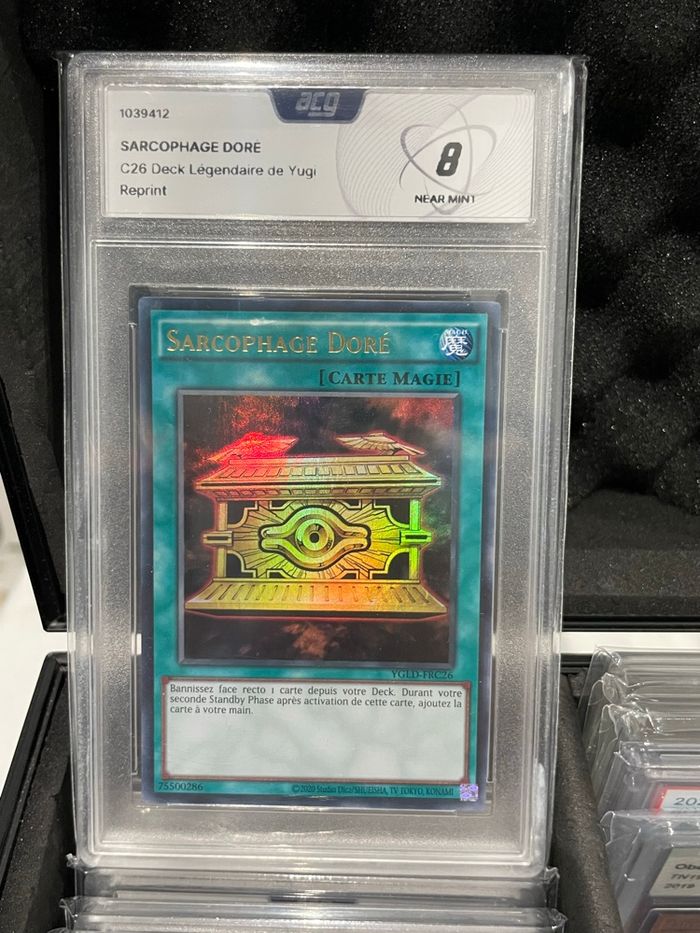 acg
1039412
SARCOPHAGE DORÉ
C26 Deck Légendaire de Yugi
Reprint
8
NEAR MINT
SARCOPHAGE DORÉ
魔
[CARTE MAGIE]
YGLD-FRC26
Bannissez face recto 1 carte depuis votre Deck. Durant votre
seconde Standby Phase après activation de cette carte, ajoutez la
carte à votre main.
75500286
©2020 Studio Dice/SHUEISHA, TV TOKYO, KONAMI
2019